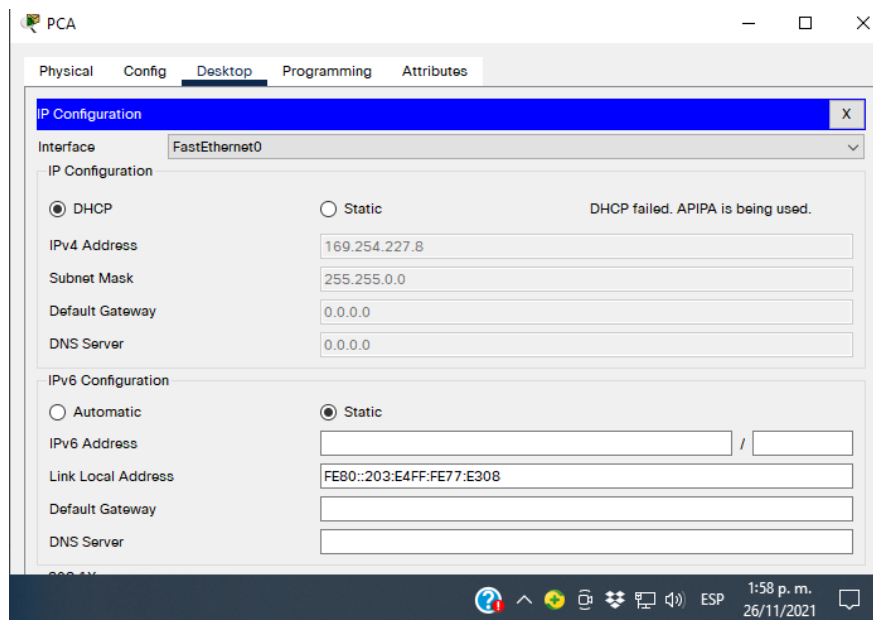 PCA
Physical Config Desktop Programming Attributes
IP Configuration X
Interface FastEthernet0
IP Configuration
DHCP Static DHCP failed. APIPA is being used.
IPv4 Address 169.254.227.8
Subnet Mask 255.255.0.0
Default Gateway 0.0.0.0
DNS Server 0.0.0.0
IPv6 Configuration
Automatic Static
IPv6 Address /
Link Local Address FE80::203:E4FF:FE77:E308
Default Gateway
DNS Server
ESP 1:58 p. m.
26/11/2021